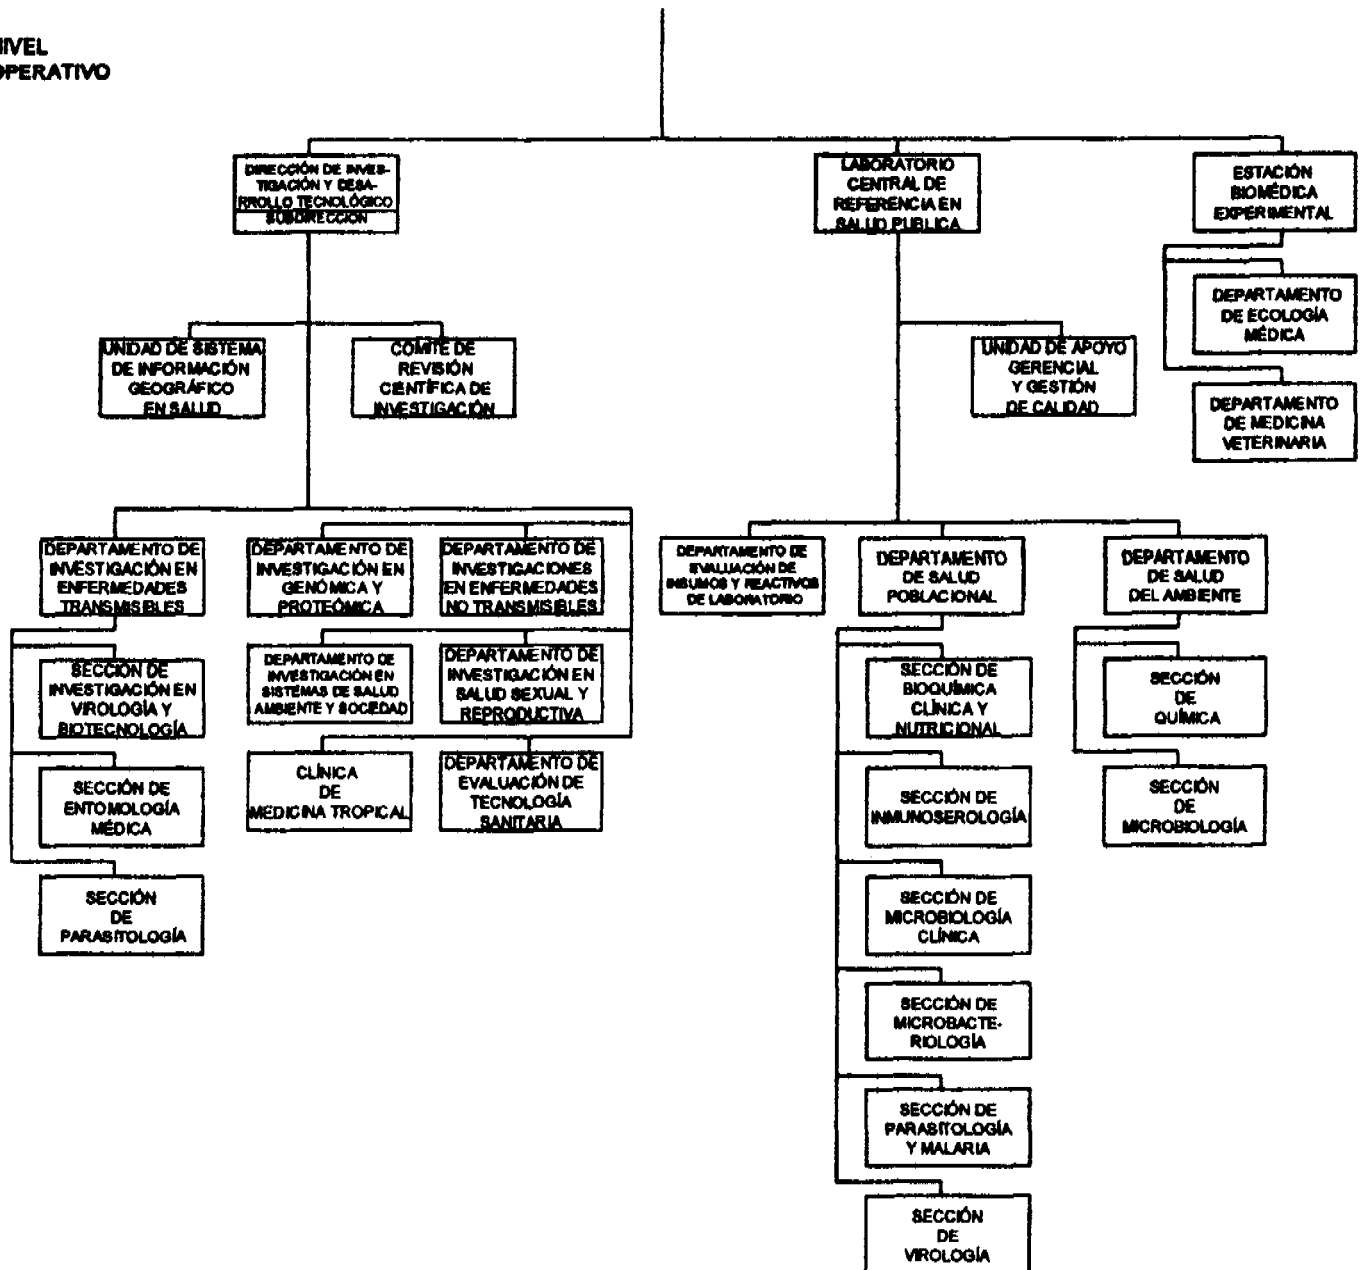 NIVEL
OPERATIVO
DIRECCIÓN DE INVES-
TIGACIÓN Y DESA-
RROLLO TECNOLÓGICO
SUBDIRECCIÓN
LABORATORIO
CENTRAL DE
REFERENCIA EN
SALUD PUBLICA
ESTACIÓN
BIOMÉDICA
EXPERIMENTAL
DEPARTAMENTO
DE ECOLOGÍA
MÉDICA
DEPARTAMENTO
DE MEDICINA
VETERINARIA
UNIDAD DE SISTEMA
DE INFORMACIÓN
GEOGRÁFICO
EN SALUD
COMITÉ DE
REVISIÓN
CIENTÍFICA DE
INVESTIGACIÓN
UNIDAD DE APOYO
GERENCIAL
Y GESTIÓN
DE CALIDAD
DEPARTAMENTO DE
INVESTIGACIÓN EN
ENFERMEDADES
TRANSMISIBLES
DEPARTAMENTO DE
INVESTIGACIÓN EN
GENÓMICA Y
PROTEÓMICA
DEPARTAMENTO DE
INVESTIGACIONES
EN ENFERMEDADES
NO TRANSMISIBLES
DEPARTAMENTO DE
EVALUACIÓN DE
INSUMOS Y REACTIVOS
DE LABORATORIO
DEPARTAMENTO
DE SALUD
POBLACIONAL
DEPARTAMENTO
DE SALUD
DEL AMBIENTE
SECCIÓN DE
INVESTIGACIÓN EN
VIROLOGÍA Y
BIOTECNOLOGÍA
DEPARTAMENTO DE
INVESTIGACIÓN EN
SISTEMAS DE SALUD
AMBIENTE Y SOCIEDAD
DEPARTAMENTO DE
INVESTIGACIÓN EN
SALUD SEXUAL Y
REPRODUCTIVA
SECCIÓN DE
BIOQUÍMICA
CLÍNICA Y
NUTRICIONAL
SECCIÓN
DE
QUÍMICA
SECCIÓN DE
ENTOMOLOGÍA
MÉDICA
CLÍNICA
DE
MEDICINA TROPICAL
DEPARTAMENTO DE
EVALUACIÓN DE
TECNOLOGÍA
SANITARIA
SECCIÓN DE
INMUNOSEROLOGÍA
SECCIÓN
DE
MICROBIOLOGÍA
SECCIÓN
DE
PARASITOLOGÍA
SECCIÓN DE
MICROBIOLOGÍA
CLÍNICA
SECCIÓN DE
MICROBACTE-
RIOLOGÍA
SECCIÓN DE
PARASITOLOGÍA
Y MALARIA
SECCIÓN
DE
VIROLOGÍA